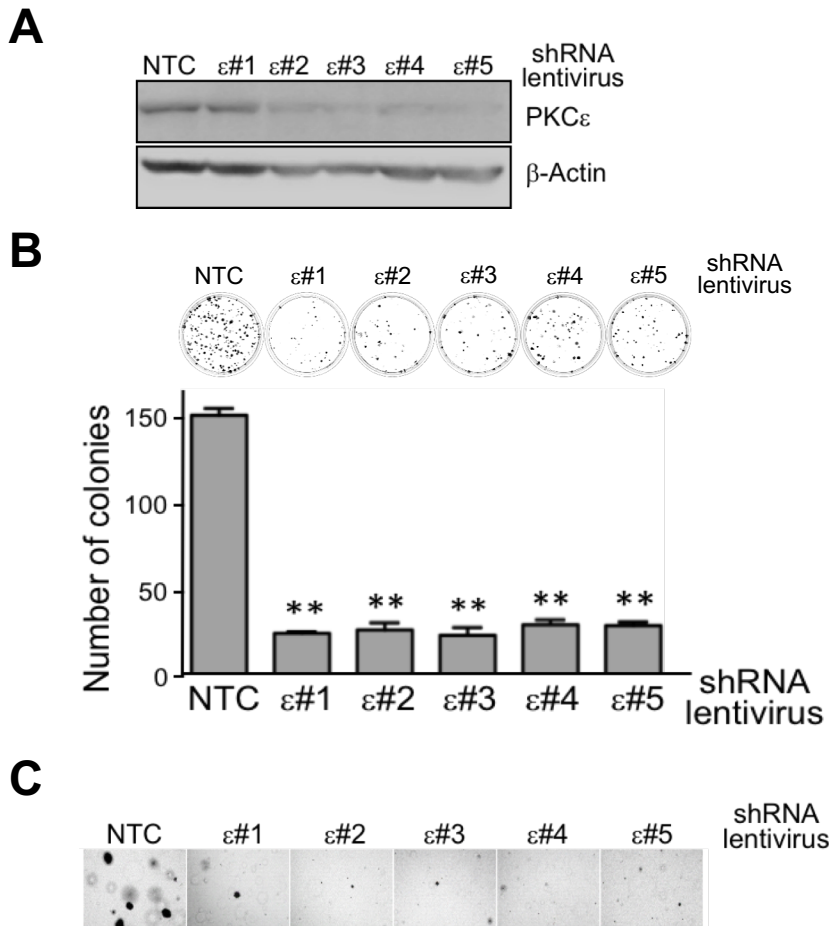 A
NTC ε#1 ε#2 ε#3 ε#4 ε#5
shRNA
lentivirus
PKCε
β-Actin
B
NTC ε#1 ε#2 ε#3 ε#4 ε#5
shRNA
lentivirus
Number of colonies
150
100
50
0
** ** ** ** **
NTC ε#1 ε#2 ε#3 ε#4 ε#5
shRNA
lentivirus
C
NTC ε#1 ε#2 ε#3 ε#4 ε#5
shRNA
lentivirus